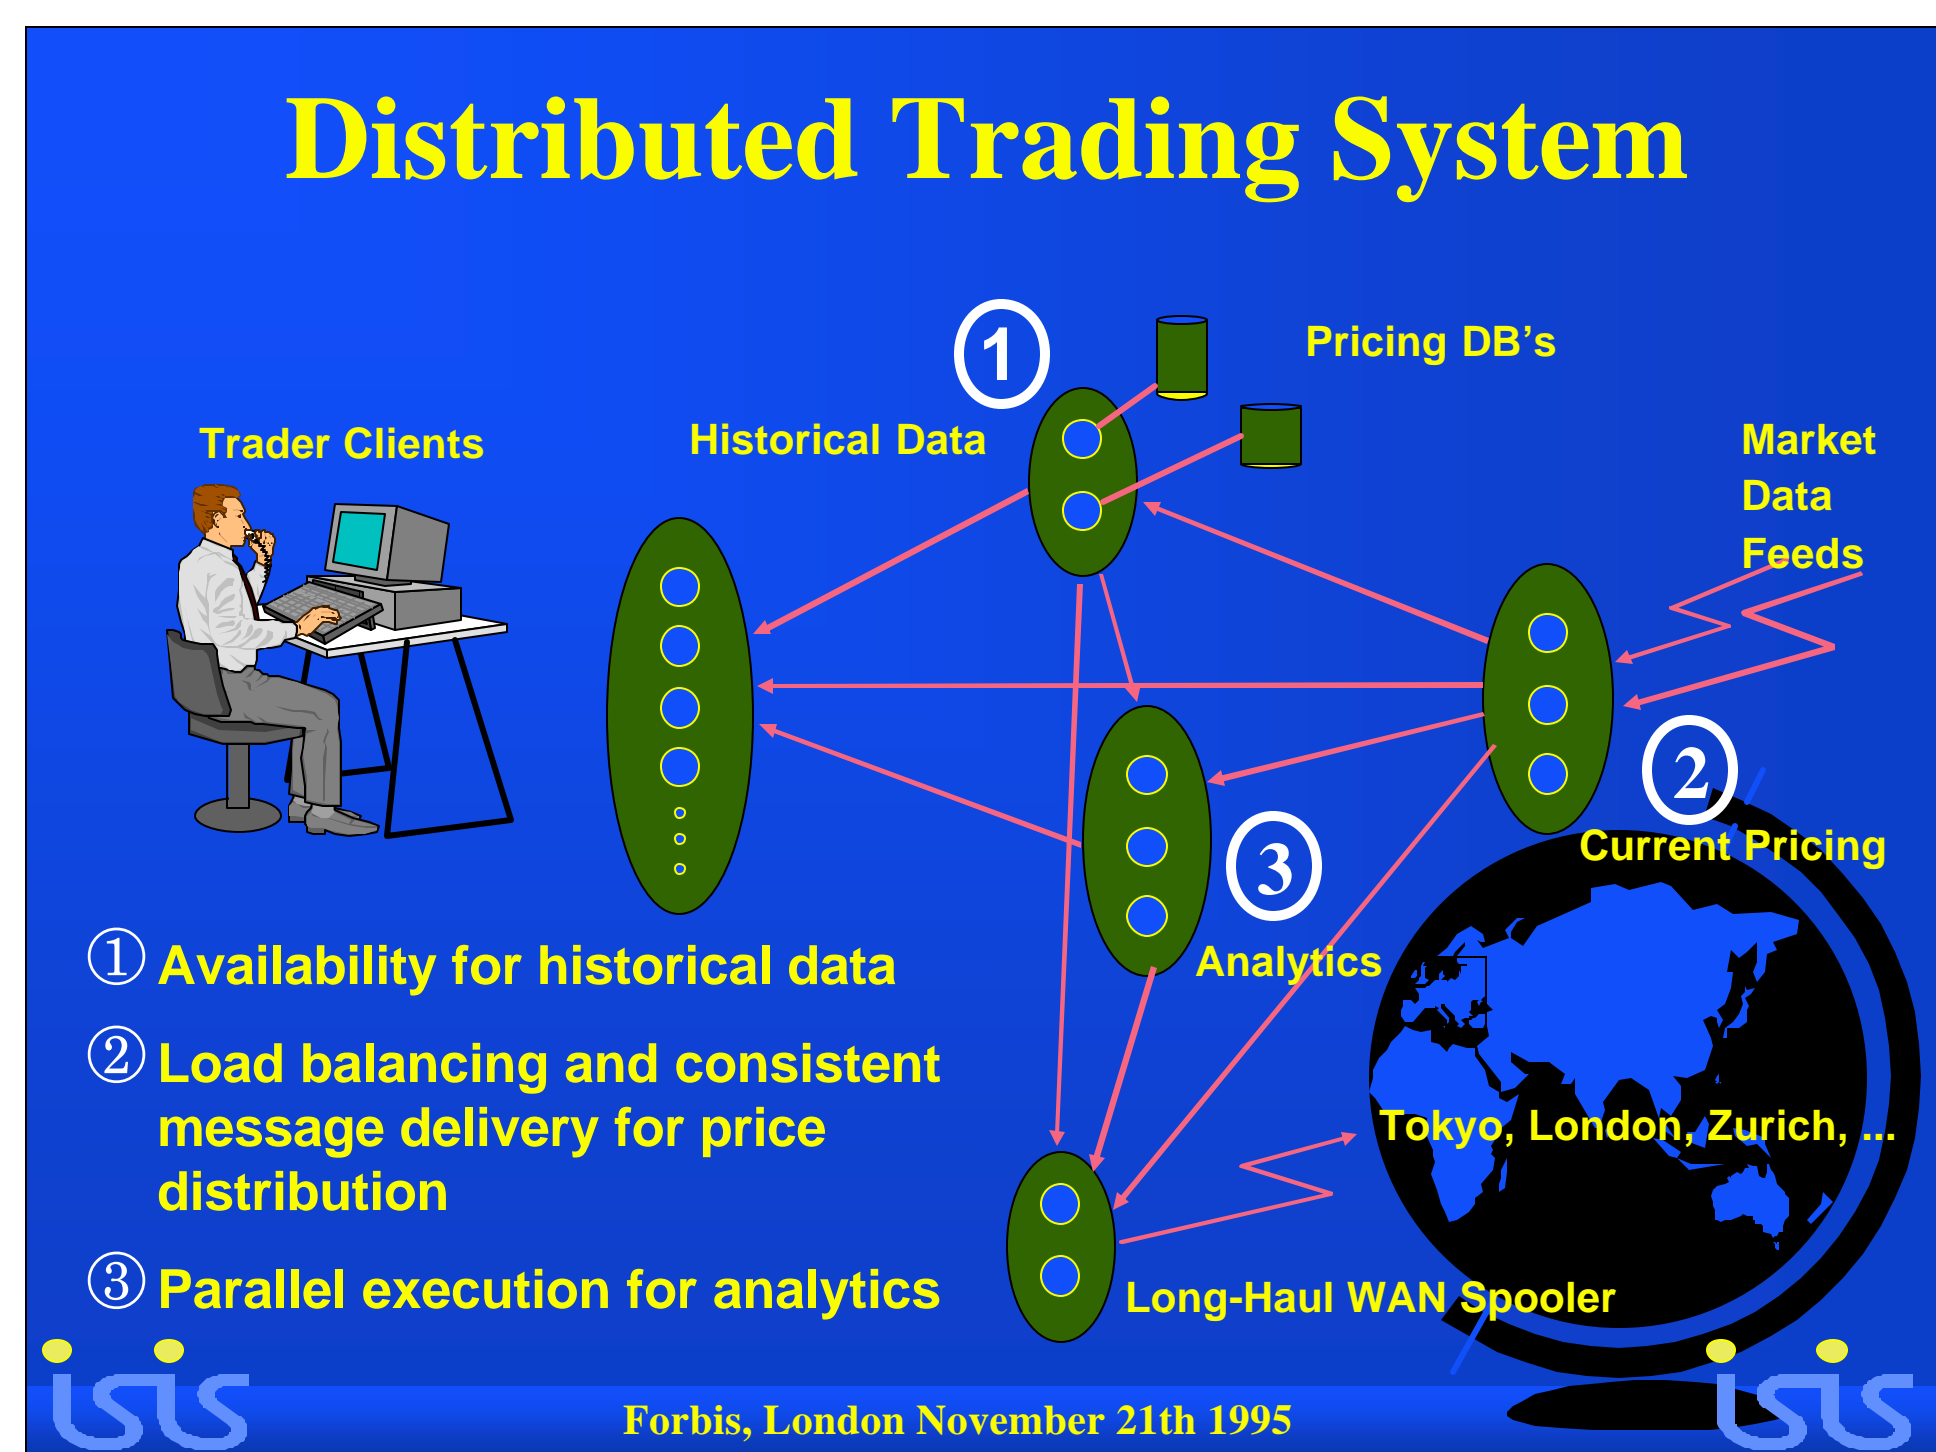 Distributed Trading System
1
Pricing DB’s
Trader Clients
Historical Data
Market
Data
Feeds
2
Current Pricing
3
Analytics
① Availability for historical data
② Load balancing and consistent
message delivery for price
distribution
Tokyo, London, Zurich, ...
③ Parallel execution for analytics
Long-Haul WAN Spooler
isis
isis
Forbis, London November 21th 1995